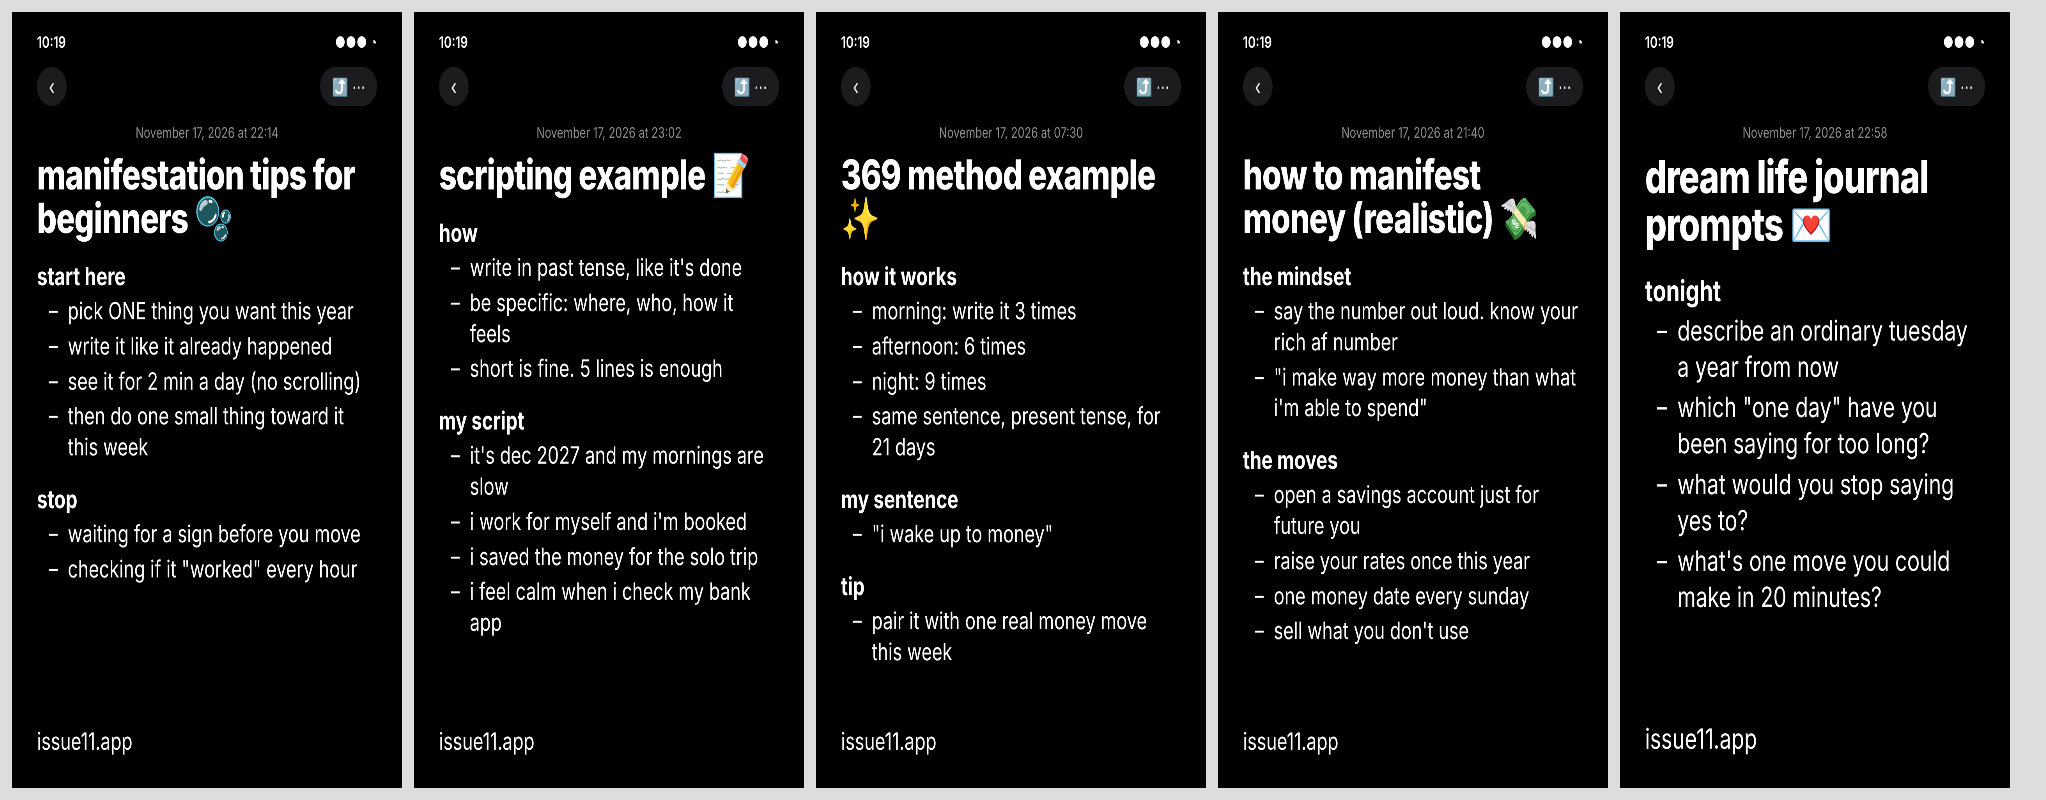 10:19
November 17, 2026 at 22:14
manifestation tips for
beginners 🫧
start here
– pick ONE thing you want this year
– write it like it already happened
– see it for 2 min a day (no scrolling)
– then do one small thing toward it
this week
stop
– waiting for a sign before you move
– checking if it "worked" every hour
issue11.app
10:19
November 17, 2026 at 23:02
scripting example 📝
how
– write in past tense, like it's done
– be specific: where, who, how it
feels
– short is fine. 5 lines is enough
my script
– it's dec 2027 and my mornings are
slow
– i work for myself and i'm booked
– i saved the money for the solo trip
– i feel calm when i check my bank
app
issue11.app
10:19
November 17, 2026 at 07:30
369 method example
✨
how it works
– morning: write it 3 times
– afternoon: 6 times
– night: 9 times
– same sentence, present tense, for
21 days
my sentence
– "i wake up to money"
tip
– pair it with one real money move
this week
issue11.app
10:19
November 17, 2026 at 21:40
how to manifest
money (realistic) 💸
the mindset
– say the number out loud. know your
rich af number
– "i make way more money than what
i'm able to spend"
the moves
– open a savings account just for
future you
– raise your rates once this year
– one money date every sunday
– sell what you don't use
issue11.app
10:19
November 17, 2026 at 22:58
dream life journal
prompts 💌
tonight
– describe an ordinary tuesday
a year from now
– which "one day" have you
been saying for too long?
– what would you stop saying
yes to?
– what's one move you could
make in 20 minutes?
issue11.app